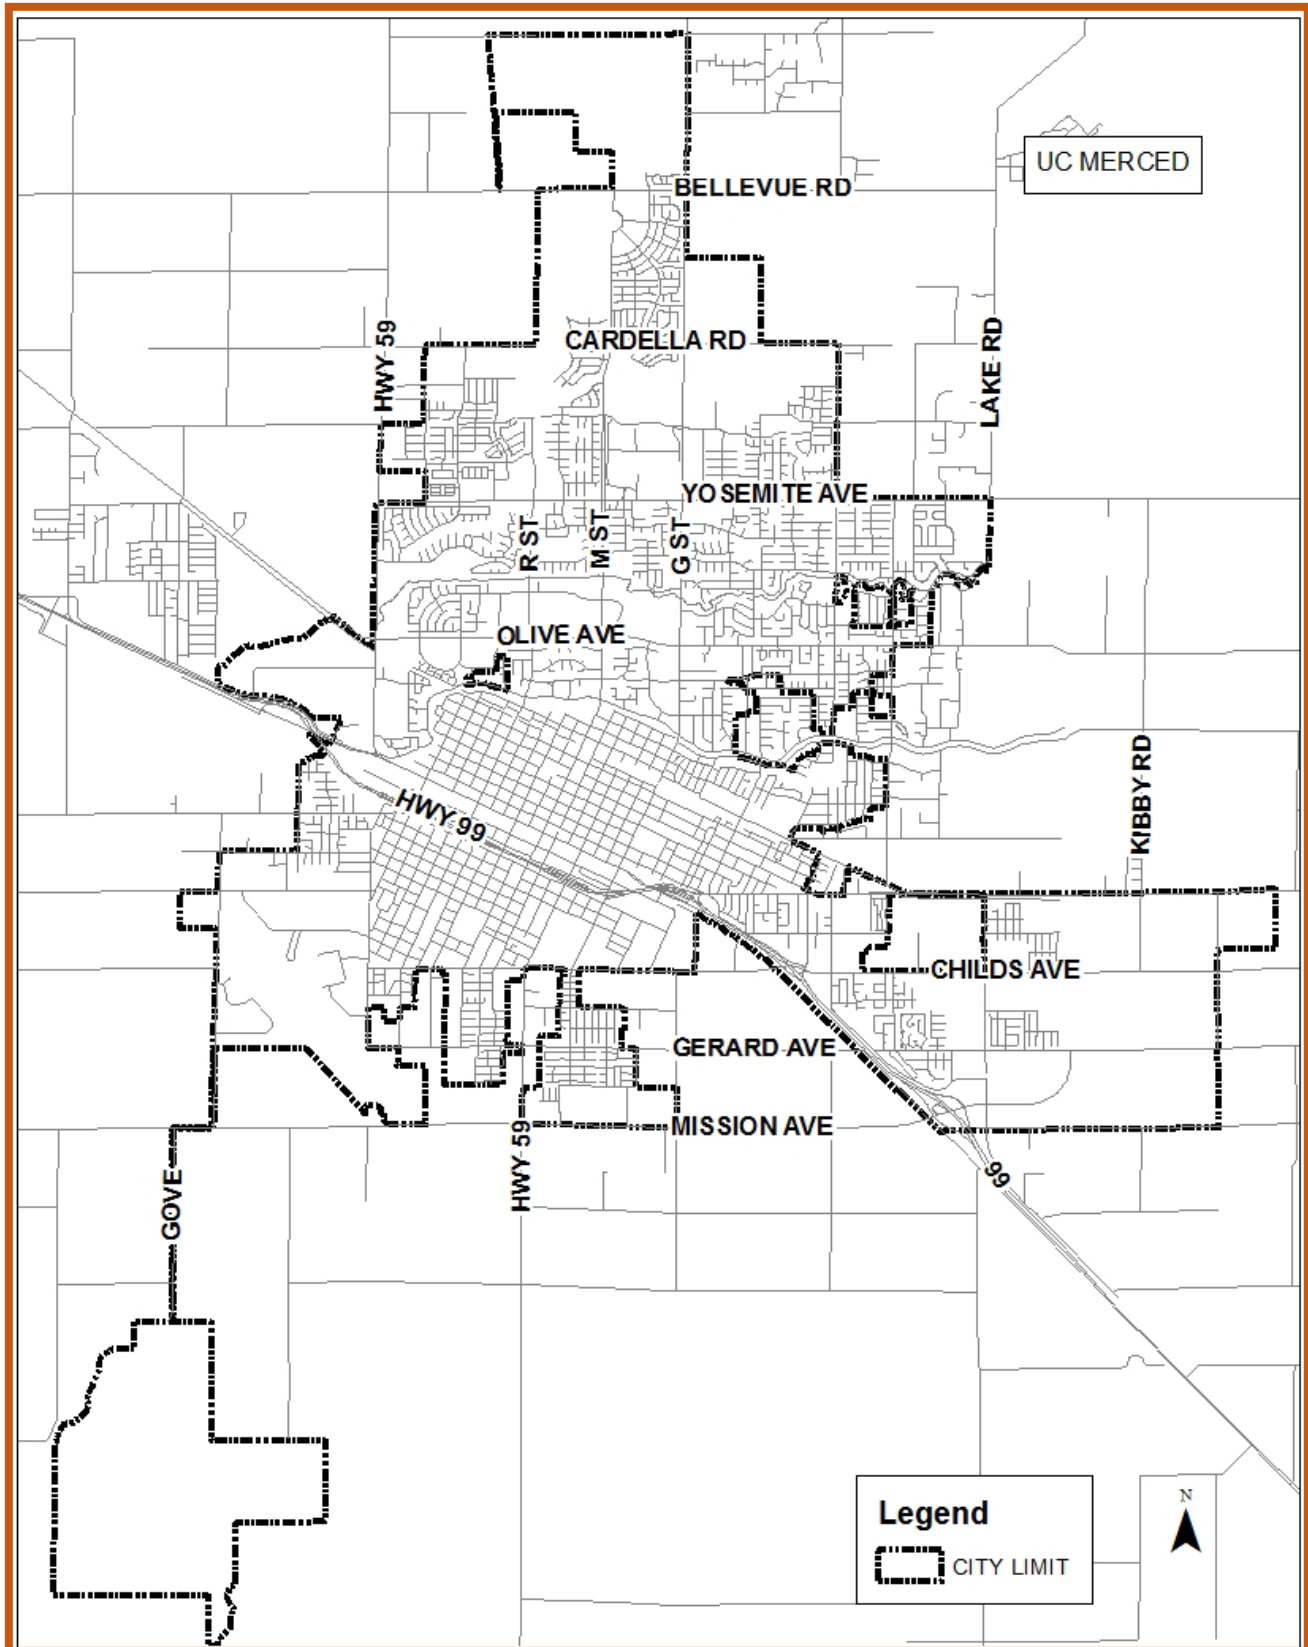 UC MERCED
BELLEVUE RD
HWY 59
CARDELLA RD
LAKE RD
YOSEMITE AVE
R ST
M ST
G ST
OLIVE AVE
KIBBY RD
HWY 99
CHILDS AVE
GERARD AVE
MISSION AVE
HWY 59
99
GOVE
Legend
CITY LIMIT
N